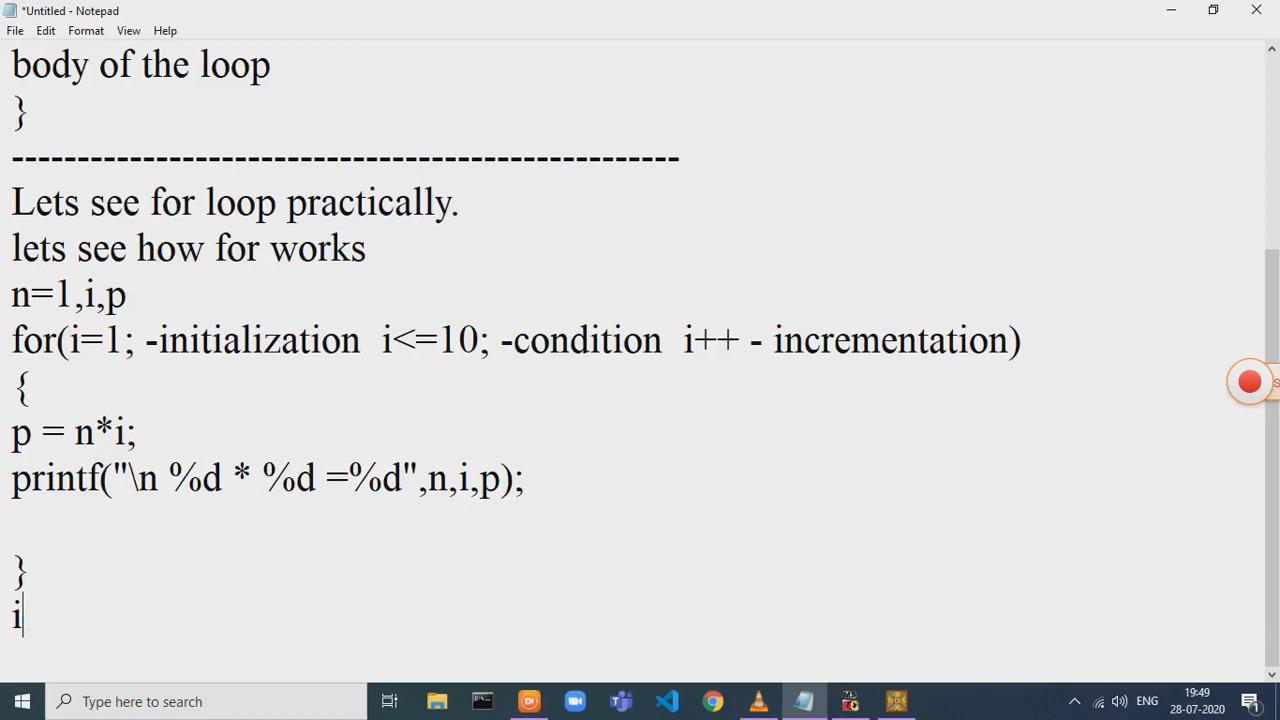 *Untitled - Notepad
File Edit Format View Help
body of the loop
}
---------------------------------------------------
Lets see for loop practically.
lets see how for works
n=1,i,p
for(i=1; -initialization  i<=10; -condition  i++ - incrementation)
{
p = n*i;
printf("\n %d * %d =%d",n,i,p);
}
i
S
Type here to search
ENG
19:49
28-07-2020
1